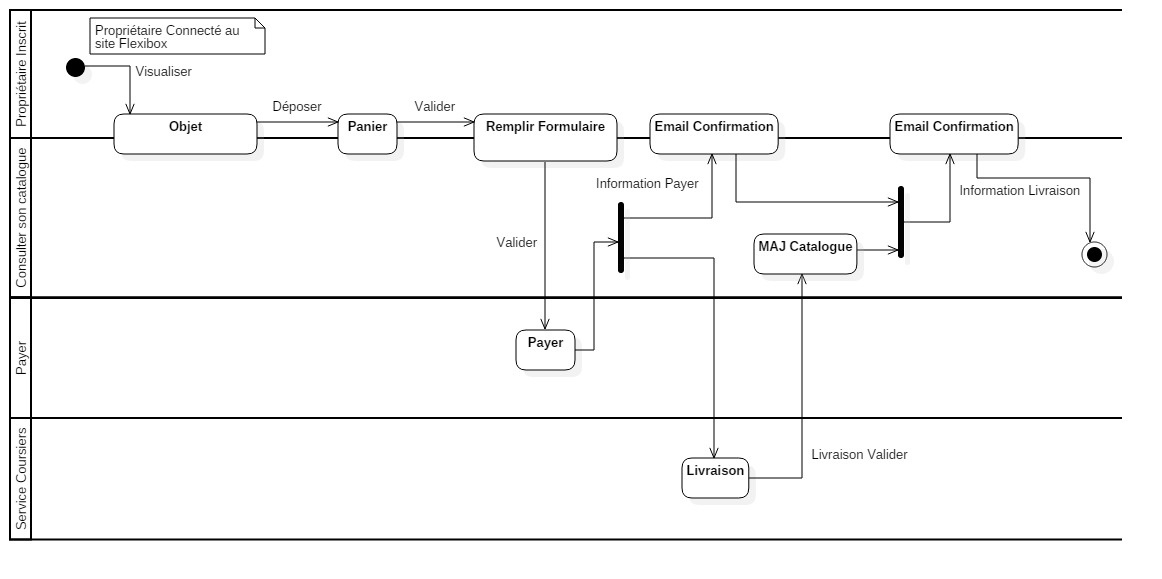 Propriétaire Inscrit
Propriétaire Connecté au
site Flexibox
Visualiser
Déposer
Valider
Objet
Panier
Remplir Formulaire
Email Confirmation
Email Confirmation
Consulter son catalogue
Information Payer
Information Livraison
Valider
MAJ Catalogue
Payer
Payer
Service Coursiers
Livraison Valider
Livraison